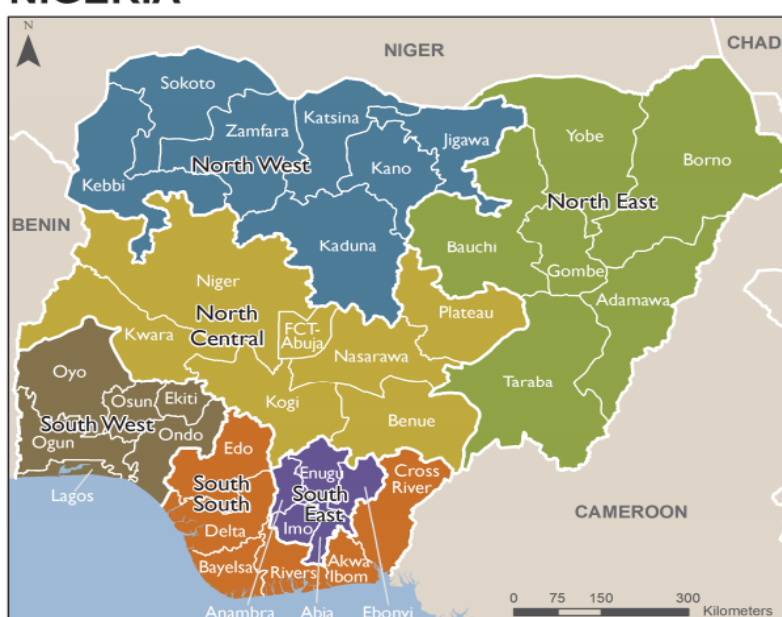 NIGERIA
N
NIGER
CHAD
Sokoto
Katsina
Zamfara
Jigawa
Yobe
Kano
Borno
North West
Kebbi
North East
BENIN
Kaduna
Bauchi
Niger
Gombe
Adamawa
North
Central
Plateau
FCT-
Abuja
Kwara
Nasarawa
Oyo
Taraba
Osun
Ekiti
Kogi
South West
Benue
Ogun
Ondo
Edo
Enugu
Cross
River
South
South
South
East
Lagos
CAMEROON
Delta
Imo
Bayelsa
Rivers
Akwa
Ibom
Anambra
Abia
Ebonyi
0 75 150 300
Kilometers